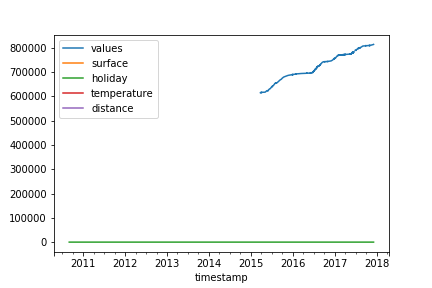 values
surface
holiday
temperature
distance
800000
700000
600000
500000
400000
300000
200000
100000
0
2011 2012 2013 2014 2015 2016 2017 2018
timestamp